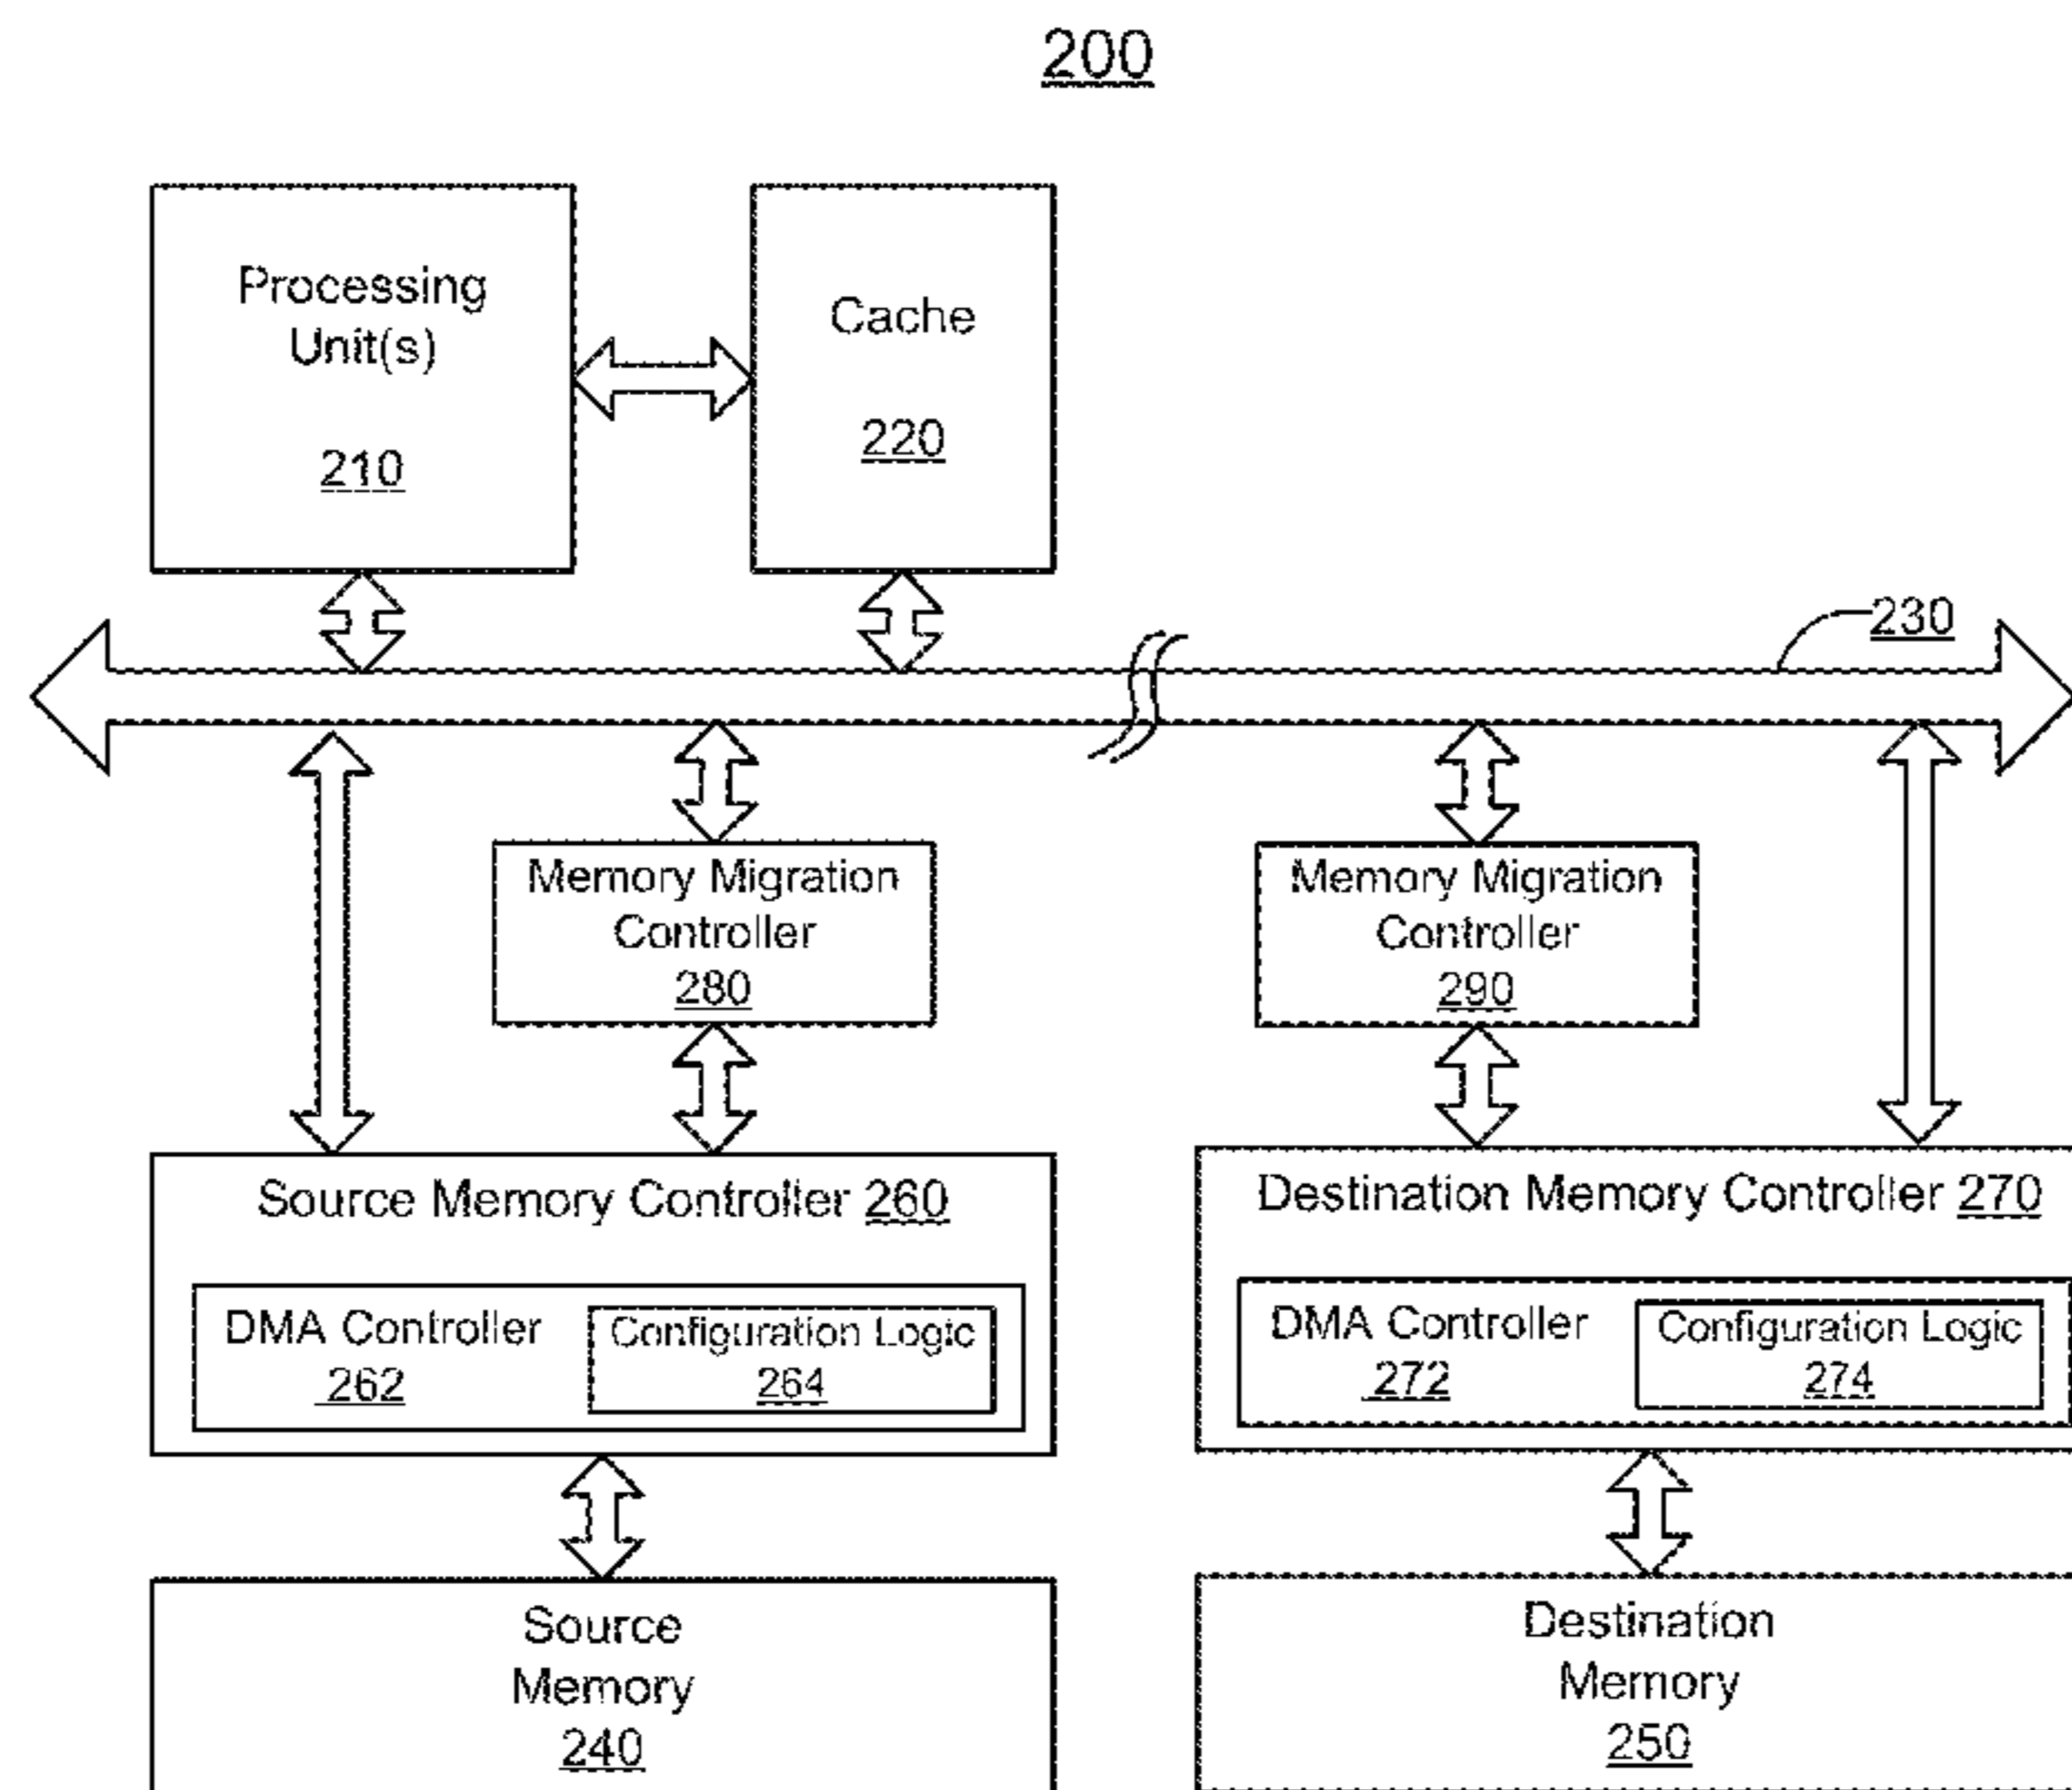 200
Processing
Unit(s)
210
Cache
220
230
Memory Migration
Controller
280
Memory Migration
Controller
290
Source Memory Controller 260
DMA Controller
262
Configuration Logic
264
Destination Memory Controller 270
DMA Controller
272
Configuration Logic
274
Source
Memory
240
Destination
Memory
250